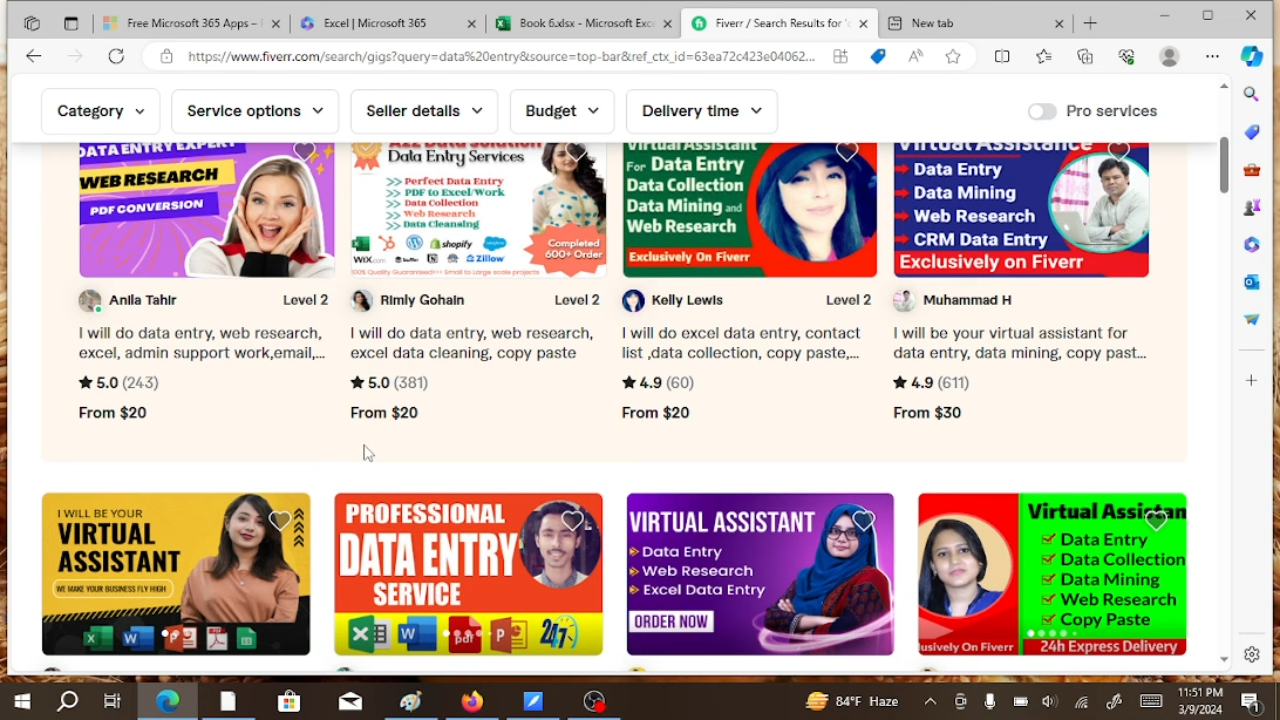 Free Microsoft 365 Apps –
Excel | Microsoft 365
Book 6.xlsx - Microsoft Exc
Fiverr / Search Results for 'd
New tab
https://www.fiverr.com/search/gigs?query=data%20entry&source=top-bar&ref_ctx_id=63ea72c423e04062...
Category
Service options
Seller details
Budget
Delivery time
Pro services
DATA ENTRY EXPERT
WEB RESEARCH
PDF CONVERSION
A2Z Data Solution
Data Entry Services
>> Perfect Data Entry
>> PDF to Excel/Work
>> Data Collection
>> Web Research
>> Data Cleansing
shopify
WiX.com
Zillow
Completed
600+ Order
100% Quality Guaranteed>>> Small to Large scale projects
Virtual Assistant
For Data Entry
Data Collection
Data Mining and
Web Research
Exclusively On Fiverr
Virtual Assistance
Data Entry
Data Mining
Web Research
CRM Data Entry
Exclusively on Fiverr
Anila Tahir
Level 2
Rimly Gohain
Level 2
Kelly Lewis
Level 2
Muhammad H
I will do data entry, web research,
excel, admin support work,email,...
I will do data entry, web research,
excel data cleaning, copy paste
I will do excel data entry, contact
list ,data collection, copy paste,...
I will be your virtual assistant for
data entry, data mining, copy past...
5.0 (243)
5.0 (381)
4.9 (60)
4.9 (611)
From $20
From $20
From $20
From $30
I WILL BE YOUR
VIRTUAL
ASSISTANT
WE MAKE YOUR BUSINESS FLY HIGH
PROFESSIONAL
DATA ENTRY
SERVICE
pdf
24/7
VIRTUAL ASSISTANT
Data Entry
Web Research
Excel Data Entry
ORDER NOW
Virtual Assistan
Data Entry
Data Collection
Data Mining
Web Research
Copy Paste
usively On Fiverr
24h Express Delivery
84°F Haze
11:51 PM
3/9/2024